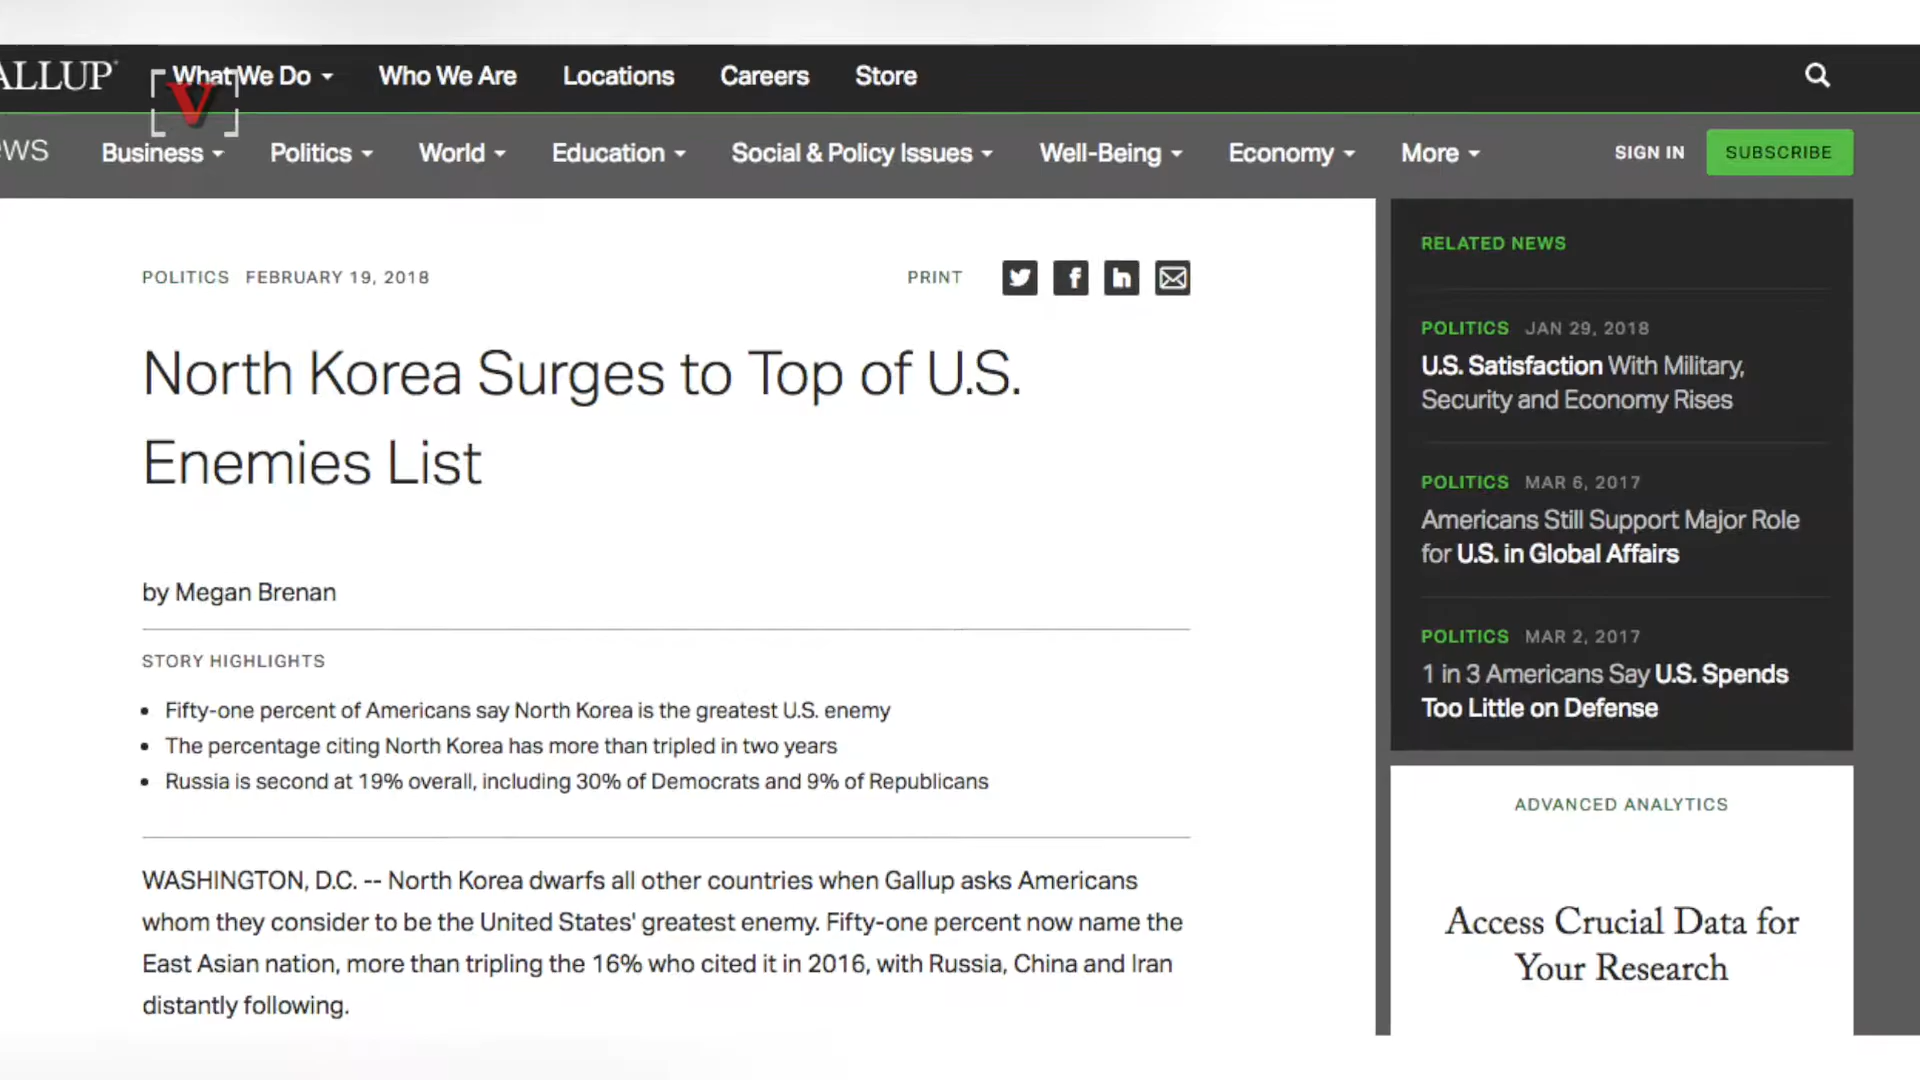 ALLUP
What We Do
Who We Are
Locations
Careers
Store
V
ews
Business
Politics
World
Education
Social & Policy Issues
Well-Being
Economy
More
SIGN IN
SUBSCRIBE
POLITICS FEBRUARY 19, 2018
PRINT
North Korea Surges to Top of U.S.
Enemies List
by Megan Brenan
STORY HIGHLIGHTS
• Fifty-one percent of Americans say North Korea is the greatest U.S. enemy
• The percentage citing North Korea has more than tripled in two years
• Russia is second at 19% overall, including 30% of Democrats and 9% of Republicans
WASHINGTON, D.C. -- North Korea dwarfs all other countries when Gallup asks Americans
whom they consider to be the United States' greatest enemy. Fifty-one percent now name the
East Asian nation, more than tripling the 16% who cited it in 2016, with Russia, China and Iran
distantly following.
RELATED NEWS
POLITICS JAN 29, 2018
U.S. Satisfaction With Military,
Security and Economy Rises
POLITICS MAR 6, 2017
Americans Still Support Major Role
for U.S. in Global Affairs
POLITICS MAR 2, 2017
1 in 3 Americans Say U.S. Spends
Too Little on Defense
ADVANCED ANALYTICS
Access Crucial Data for
Your Research